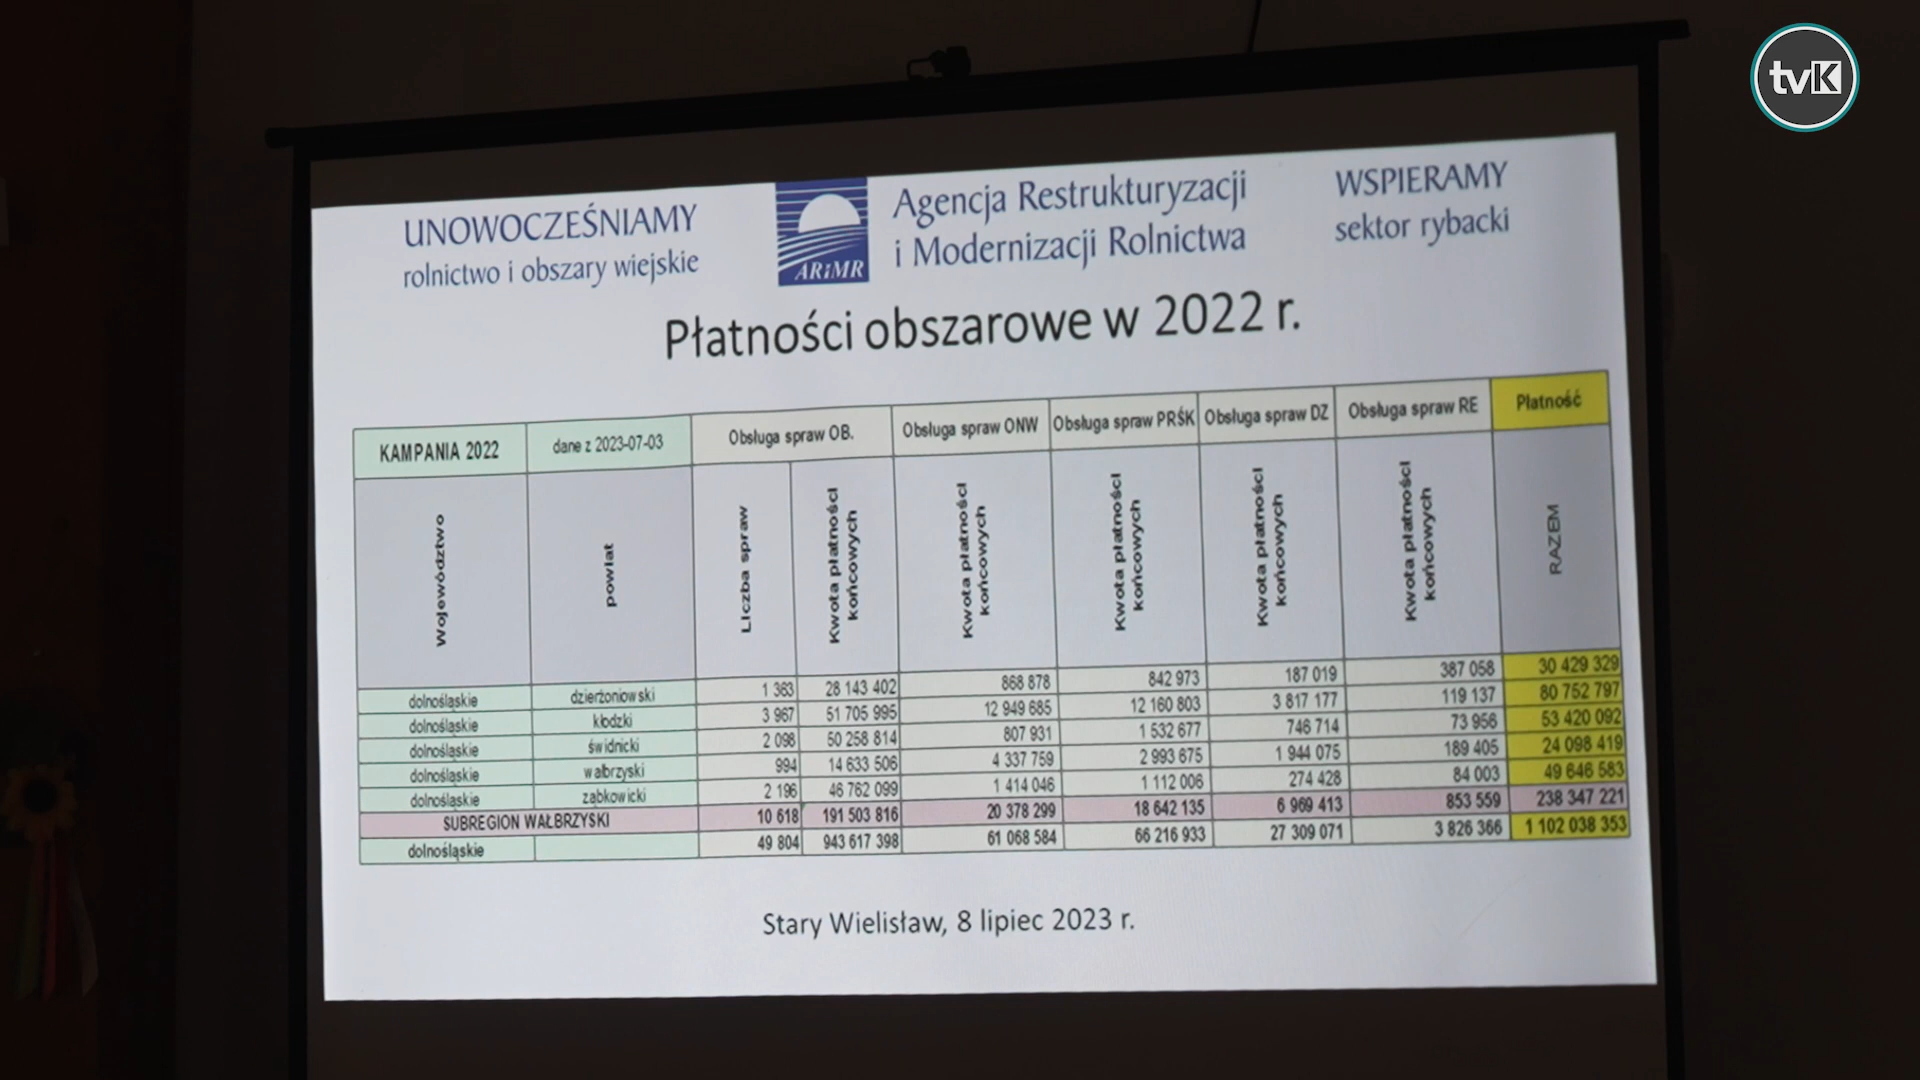 tvK
UNOWOCZEŚNIAMY
rolnictwo i obszary wiejskie
ARiMR
Agencja Restrukturyzacji
i Modernizacji Rolnictwa
WSPIERAMY
sektor rybacki
Płatności obszarowe w 2022 r.
KAMPANIA 2022 dane z 2023-07-03 Obsługa spraw OB. Obsługa spraw ONW Obsługa spraw PRŚK Obsługa spraw DZ Obsługa spraw RE Płatność
Województwo powiat Liczba spraw Kwota płatności końcowych Kwota płatności końcowych Kwota płatności końcowych Kwota płatności końcowych Kwota płatności końcowych RAZEM
dolnośląskie dzierżoniowski 1 363 28 143 402 868 878 842 973 187 019 387 058 30 429 329
dolnośląskie kłodzki 3 967 51 705 995 12 949 685 12 160 803 3 817 177 119 137 80 752 797
dolnośląskie świdnicki 2 098 50 258 814 807 931 1 532 677 746 714 73 956 53 420 092
dolnośląskie wałbrzyski 994 14 633 506 4 337 759 2 993 675 1 944 075 189 405 24 098 419
dolnośląskie ząbkowicki 2 196 46 762 099 1 414 046 1 112 006 274 428 84 003 49 646 583
SUBREGION WAŁBRZYSKI 10 618 191 503 816 20 378 299 18 642 135 6 969 413 853 559 238 347 221
dolnośląskie 49 804 943 617 398 61 068 584 66 216 933 27 309 071 3 826 366 1 102 038 353
Stary Wielisław, 8 lipiec 2023 r.